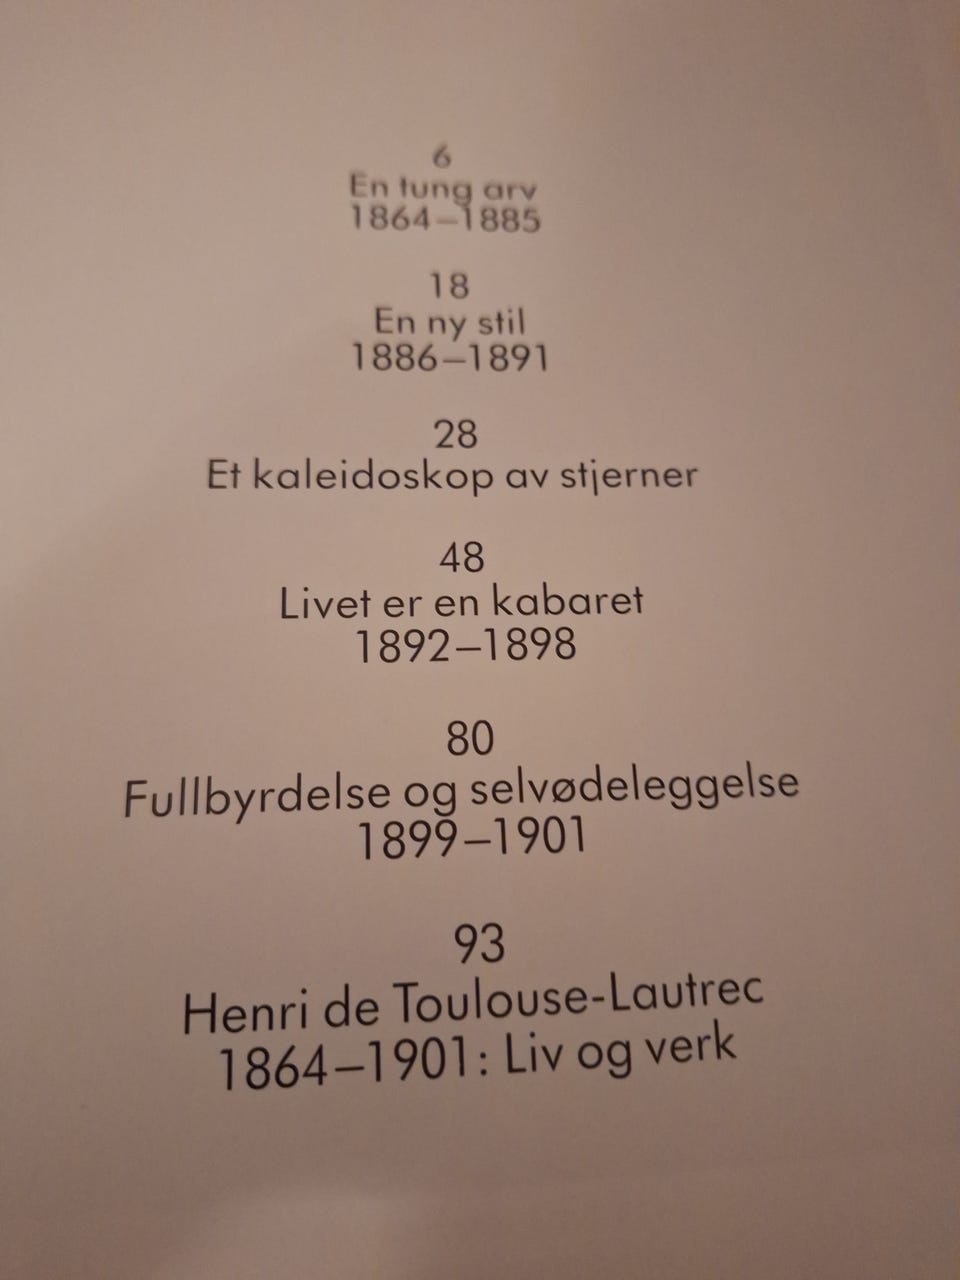 6
En tung arv
1864–1885
18
En ny stil
1886–1891
28
Et kaleidoskop av stjerner
48
Livet er en kabaret
1892–1898
80
Fullbyrdelse og selvødeleggelse
1899–1901
93
Henri de Toulouse-Lautrec
1864–1901: Liv og verk